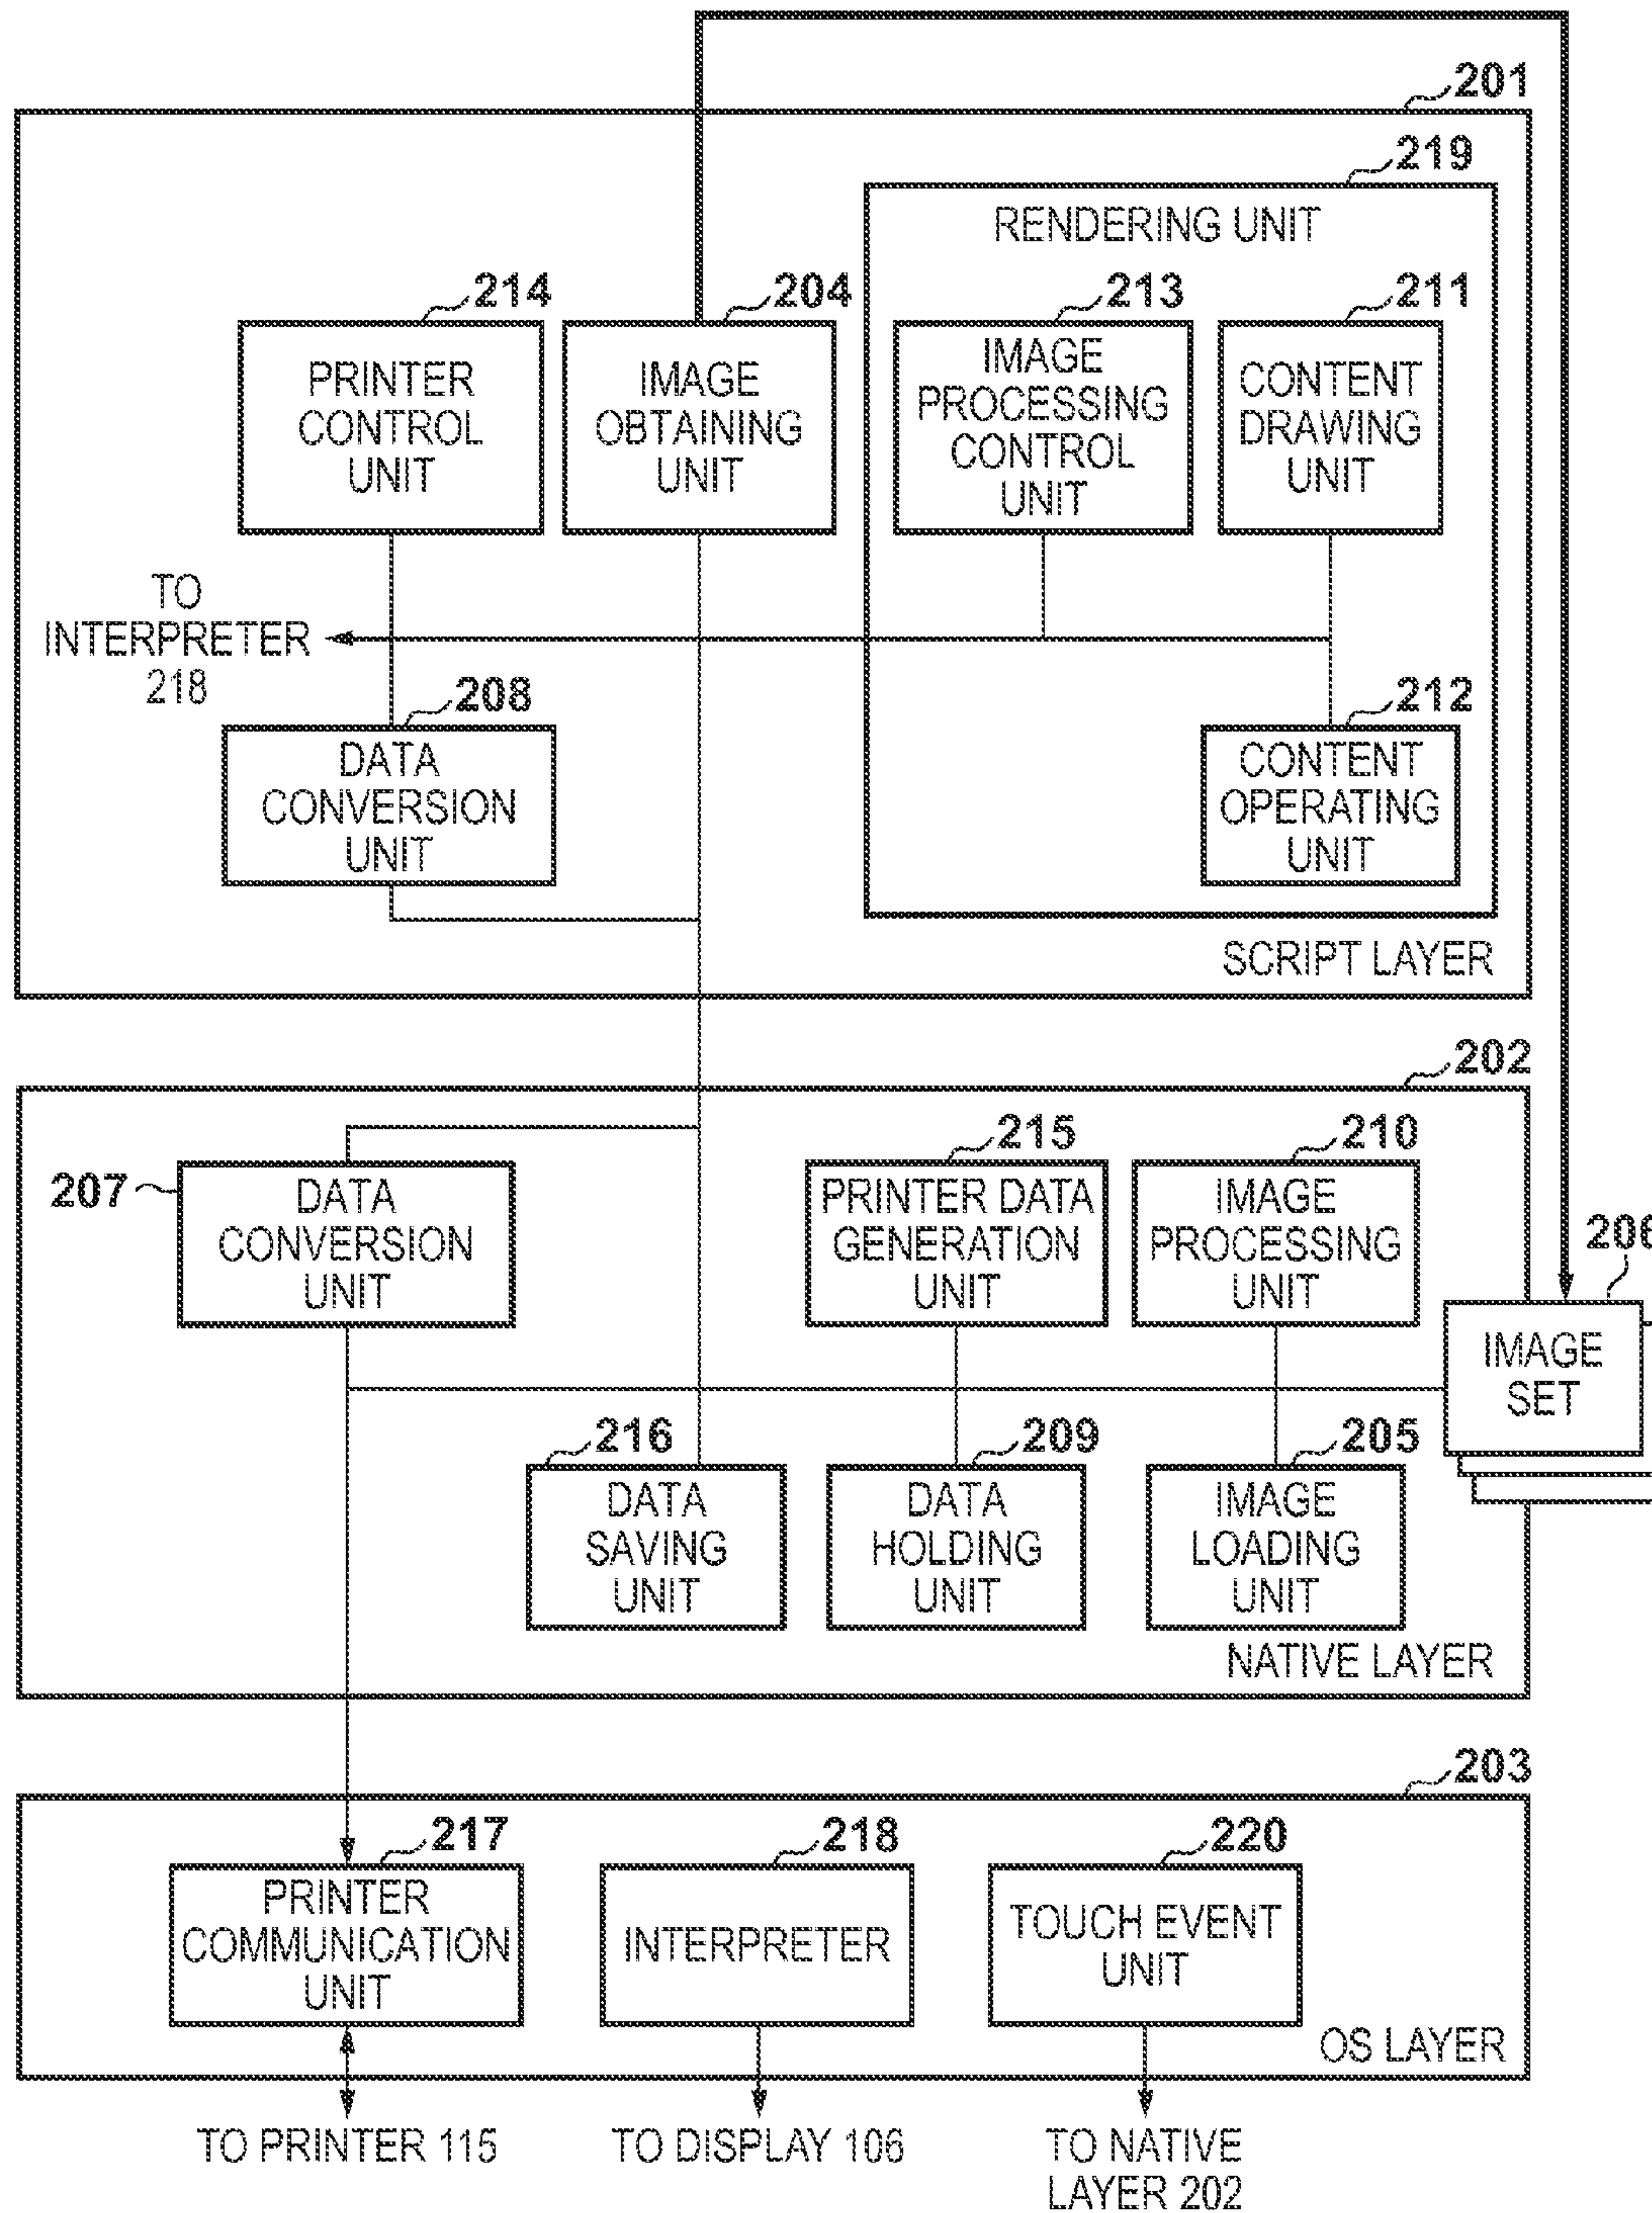 201
219
RENDERING UNIT
214
204
213
211
PRINTER
CONTROL
UNIT
IMAGE
OBTAINING
UNIT
IMAGE
PROCESSING
CONTROL
UNIT
CONTENT
DRAWING
UNIT
TO
INTERPRETER
218
208
212
DATA
CONVERSION
UNIT
CONTENT
OPERATING
UNIT
SCRIPT LAYER
202
215
210
207
DATA
CONVERSION
UNIT
PRINTER DATA
GENERATION
UNIT
IMAGE
PROCESSING
UNIT
206
IMAGE
SET
216
209
205
DATA
SAVING
UNIT
DATA
HOLDING
UNIT
IMAGE
LOADING
UNIT
NATIVE LAYER
203
217
218
220
PRINTER
COMMUNICATION
UNIT
INTERPRETER
TOUCH EVENT
UNIT
OS LAYER
TO PRINTER 115
TO DISPLAY 106
TO NATIVE
LAYER 202